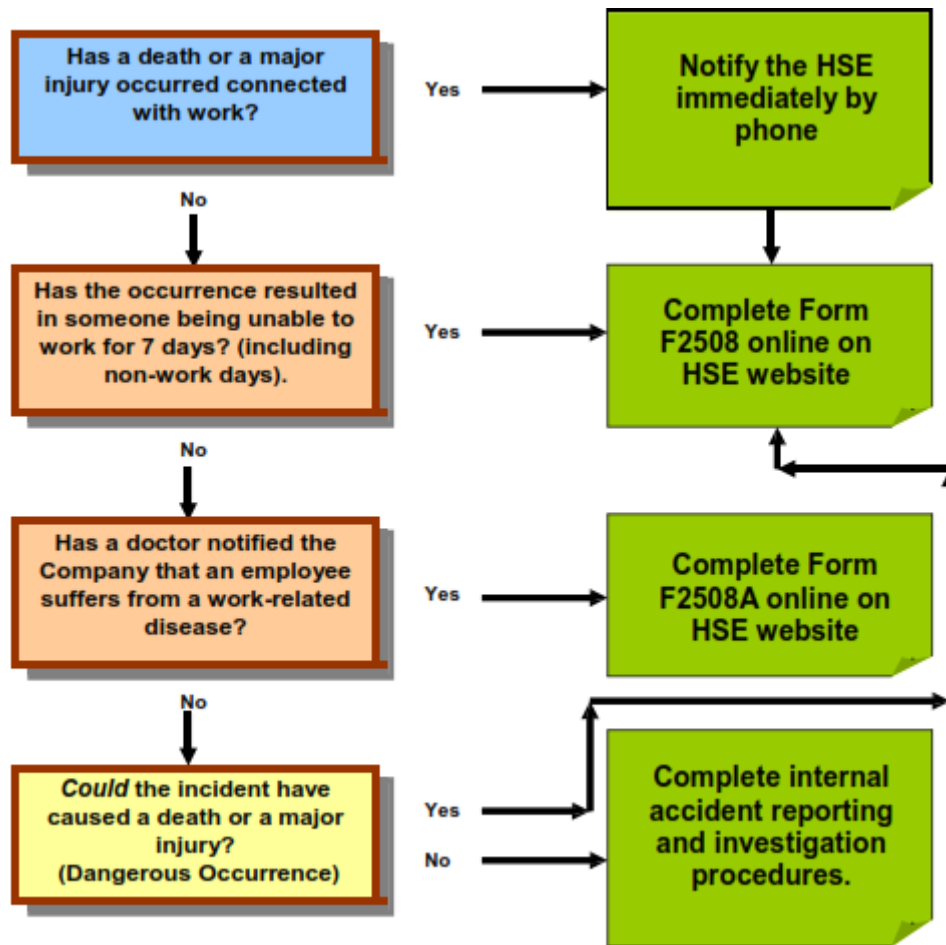 Has a death or a major
injury occurred connected
with work?
Yes
Notify the HSE
immediately by
phone
No
Has the occurrence resulted
in someone being unable to
work for 7 days? (including
non-work days).
Yes
Complete Form
F2508 online on
HSE website
No
Has a doctor notified the
Company that an employee
suffers from a work-related
disease?
Yes
Complete Form
F2508A online on
HSE website
No
Could the incident have
caused a death or a major
injury?
(Dangerous Occurrence)
Yes
No
Complete internal
accident reporting
and investigation
procedures.